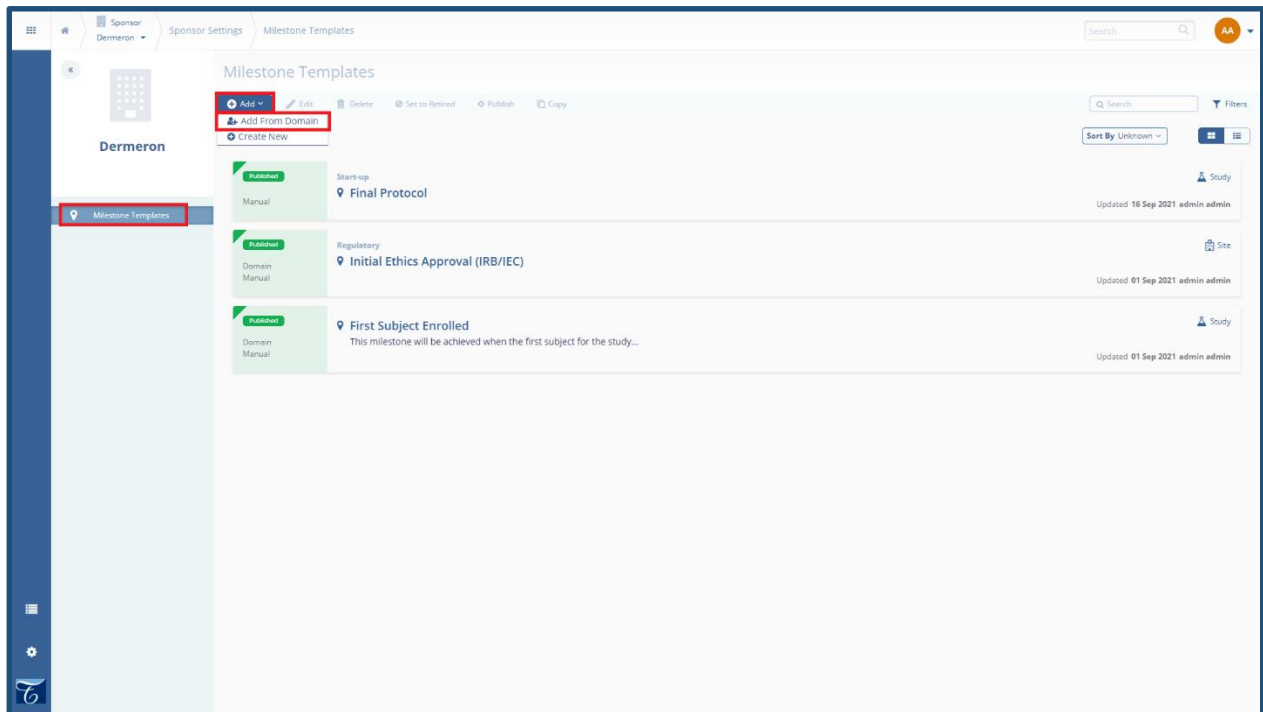 Sponsor
Dermeron
Sponsor Settings
Milestone Templates
Search
AA
Dermeron
Milestone Templates
Milestone Templates
Add
Edit
Delete
Set to Retired
Publish
Copy
Search
Filters
Add From Domain
Create New
Sort By Unknown
Published
Manual
Start-up
Final Protocol
Study
Updated 16 Sep 2021 admin admin
Published
Domain
Manual
Regulatory
Initial Ethics Approval (IRB/IEC)
Site
Updated 01 Sep 2021 admin admin
Published
Domain
Manual
First Subject Enrolled
This milestone will be achieved when the first subject for the study...
Study
Updated 01 Sep 2021 admin admin